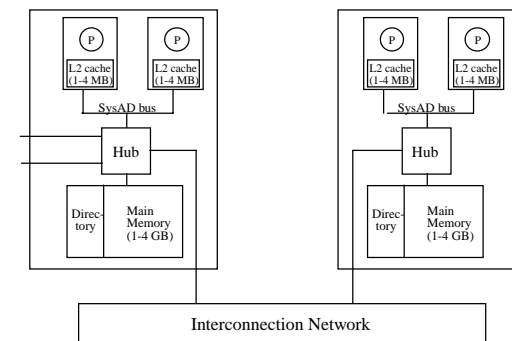 P
P
L2 cache
(1-4 MB)
L2 cache
(1-4 MB)
SysAD bus
Hub
Direc-
tory
Main
Memory
(1-4 GB)
P
P
L2 cache
(1-4 MB)
L2 cache
(1-4 MB)
SysAD bus
Hub
Direc-
tory
Main
Memory
(1-4 GB)
Interconnection Network